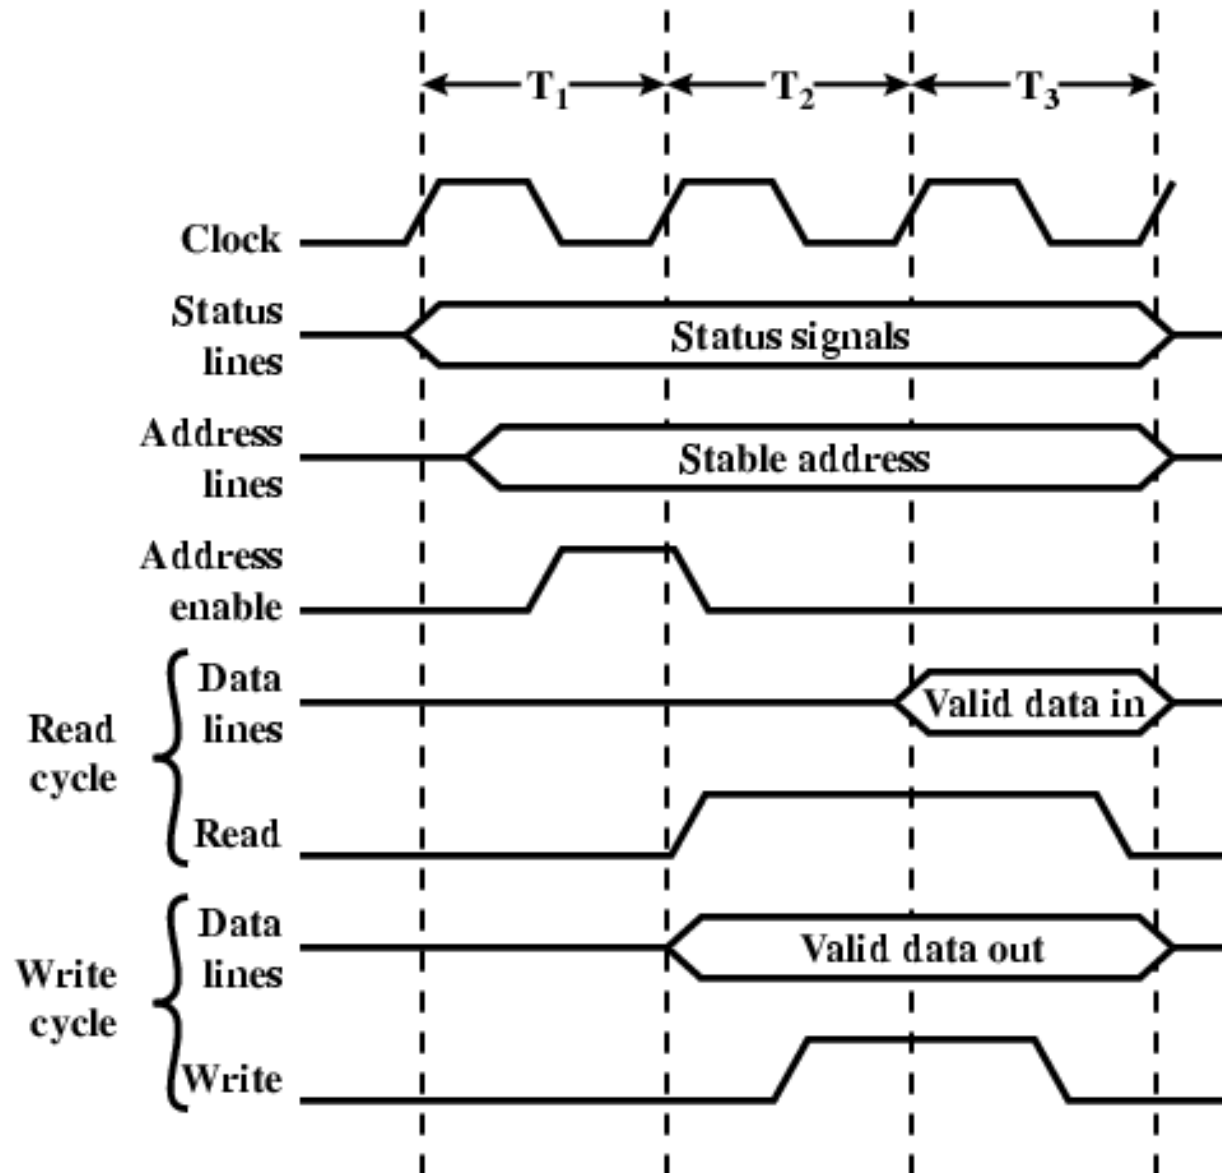 T1 T2 T3
Clock
Status
lines
Status signals
Address
lines
Stable address
Address
enable
Read
cycle
Data
lines
Valid data in
Read
Write
cycle
Data
lines
Valid data out
Write